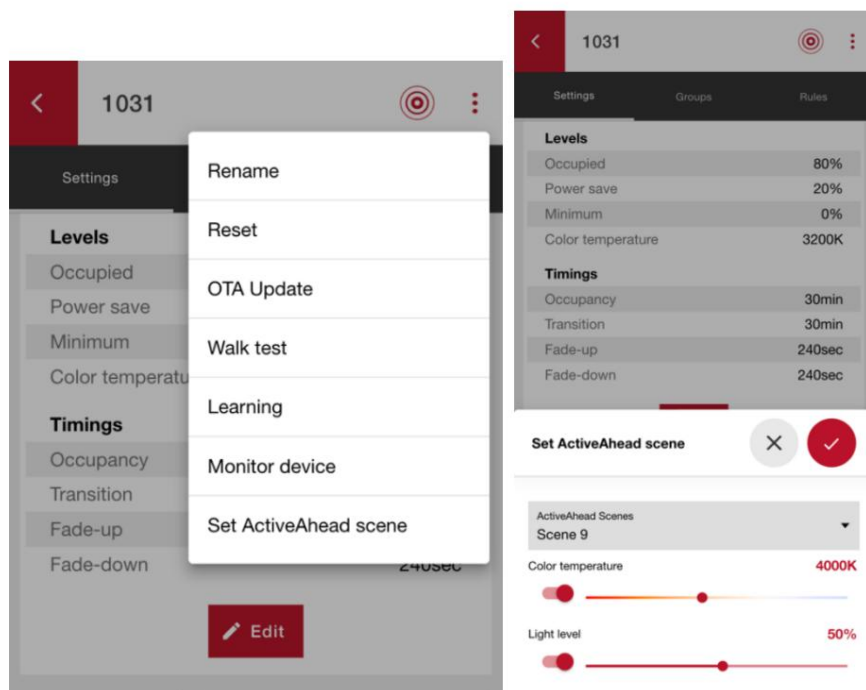 1031
Settings
Rename
Reset
OTA Update
Walk test
Learning
Monitor device
Set ActiveAhead scene
Levels
Occupied
Power save
Minimum
Color temperatu
Timings
Occupancy
Transition
Fade-up
Fade-down 240sec
Edit
1031
Settings Groups Rules
Levels
Occupied 80%
Power save 20%
Minimum 0%
Color temperature 3200K
Timings
Occupancy 30min
Transition 30min
Fade-up 240sec
Fade-down 240sec
Set ActiveAhead scene
ActiveAhead Scenes
Scene 9
Color temperature 4000K
Light level 50%